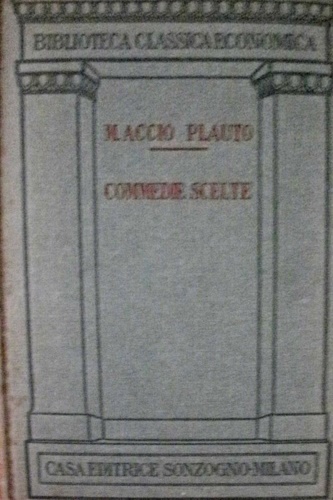 BIBLIOTECA CLASSICA ECONOMICA
M. ACCIO PLAUTO
COMMEDIE SCELTE
CASA EDITRICE SONZOGNO-MILANO